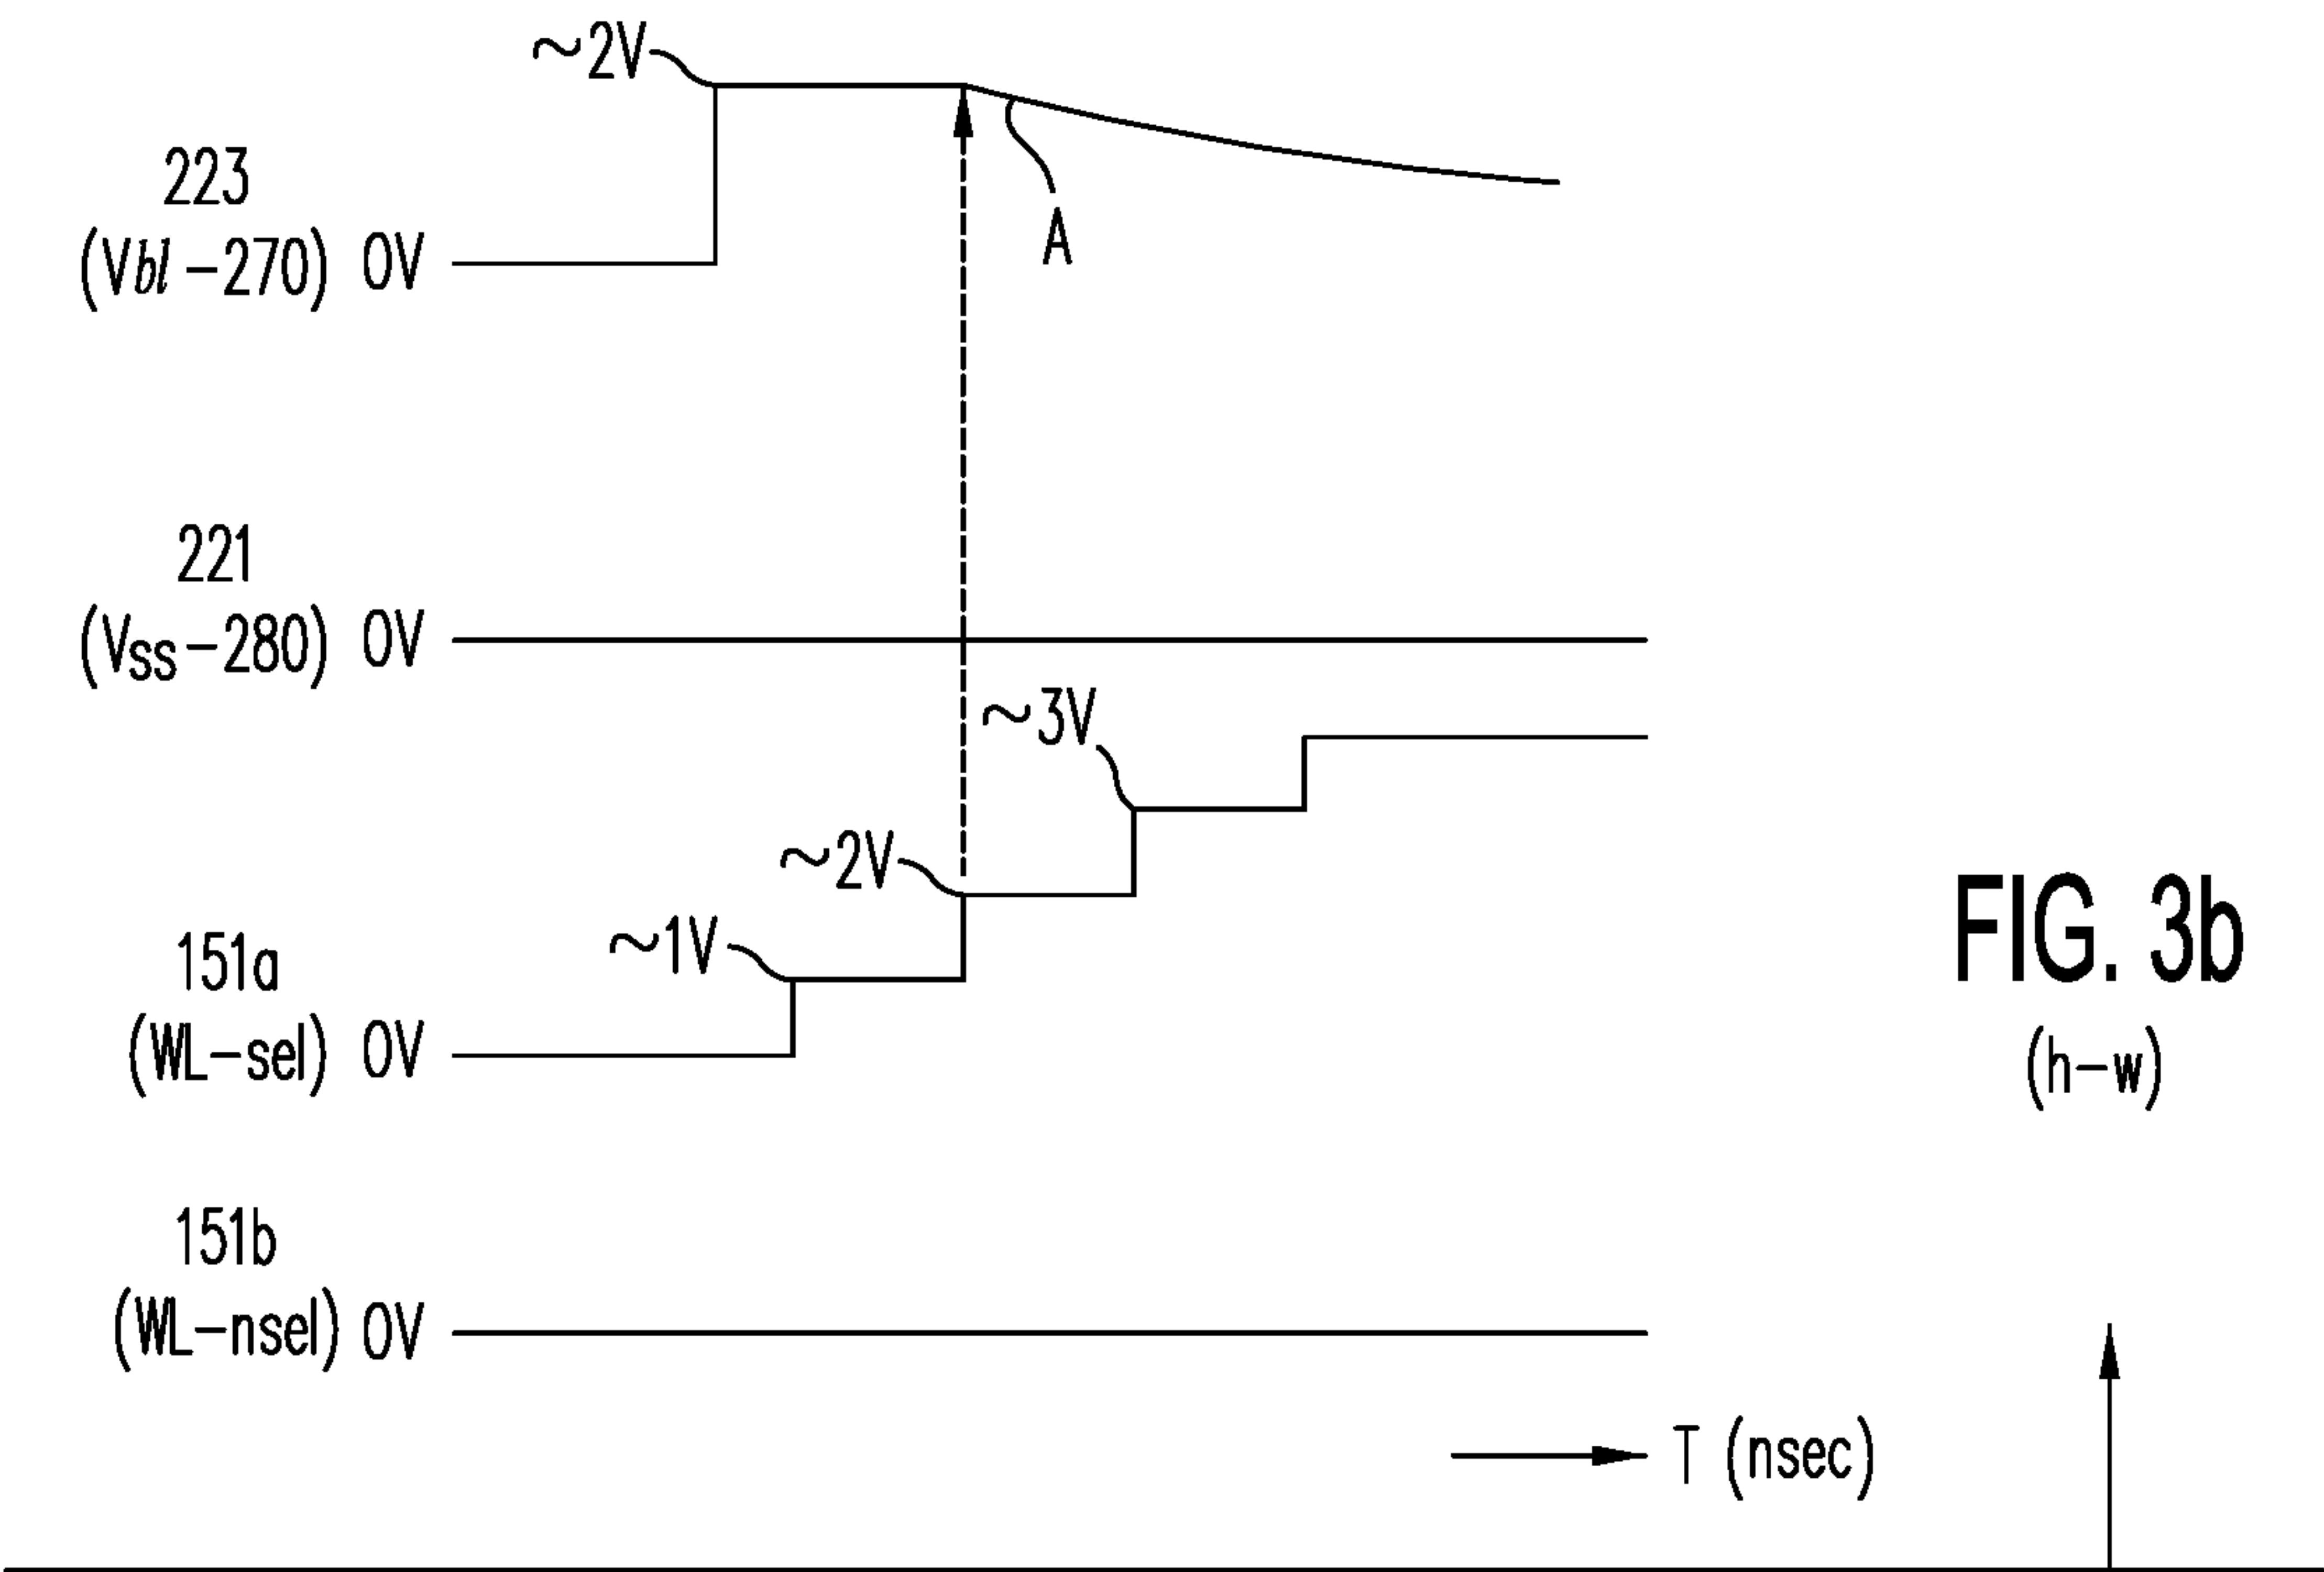 ~2V
223
(Vbl-270) 0V
A
221
(Vss-280) 0V
~3V
~2V
~1V
151a
(WL-sel) 0V
FIG. 3b
(h-w)
151b
(WL-nsel) 0V
T (nsec)